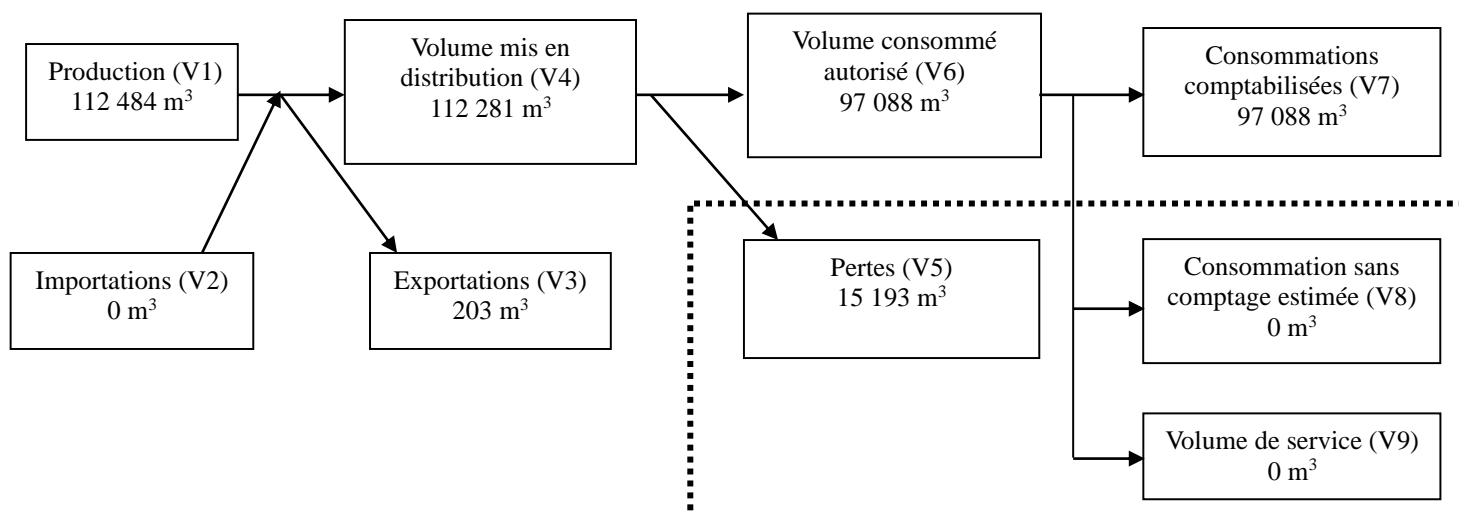 Production (V1)
112 484 m³
Volume mis en
distribution (V4)
112 281 m³
Volume consommé
autorisé (V6)
97 088 m³
Consommations
comptabilisées (V7)
97 088 m³
Importations (V2)
0 m³
Exportations (V3)
203 m³
Pertes (V5)
15 193 m³
Consommation sans
comptage estimée (V8)
0 m³
Volume de service (V9)
0 m³